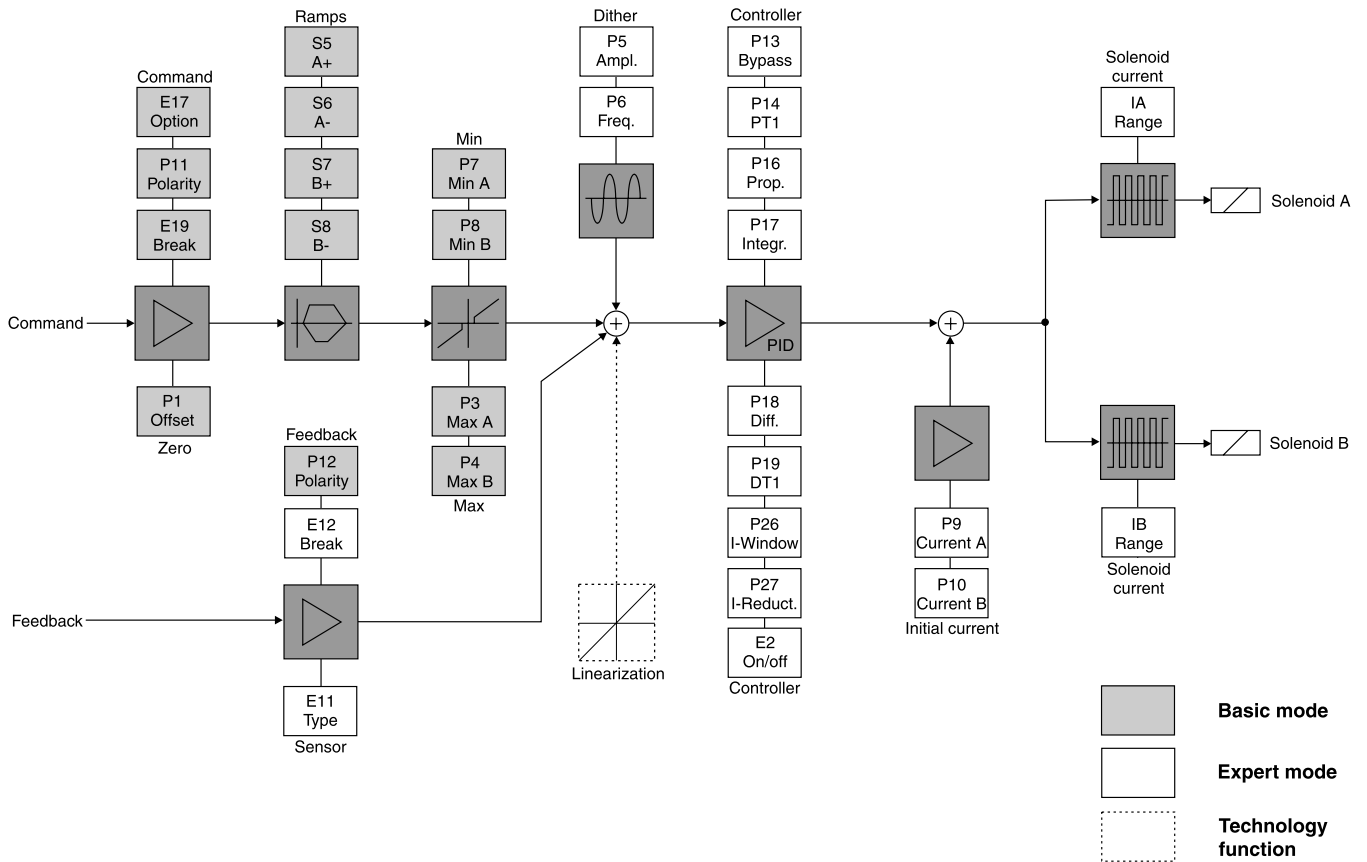 Ramps
S5
A+
S6
A-
S7
B+
S8
B-
Command
E17
Option
P11
Polarity
E19
Break
Command
P1
Offset
Zero
Min
P7
Min A
P8
Min B
P3
Max A
P4
Max B
Max
Feedback
P12
Polarity
E12
Break
Feedback
E11
Type
Sensor
Dither
P5
Ampl.
P6
Freq.
+
Linearization
Controller
P13
Bypass
P14
PT1
P16
Prop.
P17
Integr.
PID
P18
Diff.
P19
DT1
P26
I-Window
P27
I-Reduct.
E2
On/off
Controller
+
P9
Current A
P10
Current B
Initial current
Solenoid
current
IA
Range
Solenoid A
Solenoid B
IB
Range
Solenoid
current
Basic mode
Expert mode
Technology
function